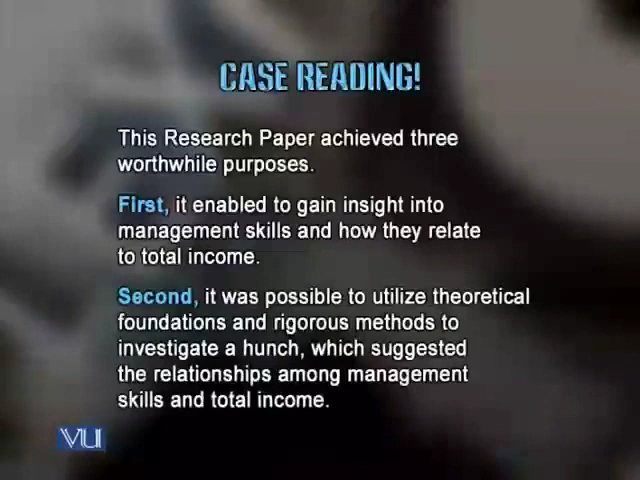 CASE READING!
This Research Paper achieved three
worthwhile purposes.
First, it enabled to gain insight into
management skills and how they relate
to total income.
Second, it was possible to utilize theoretical
foundations and rigorous methods to
investigate a hunch, which suggested
the relationships among management
skills and total income.
VU